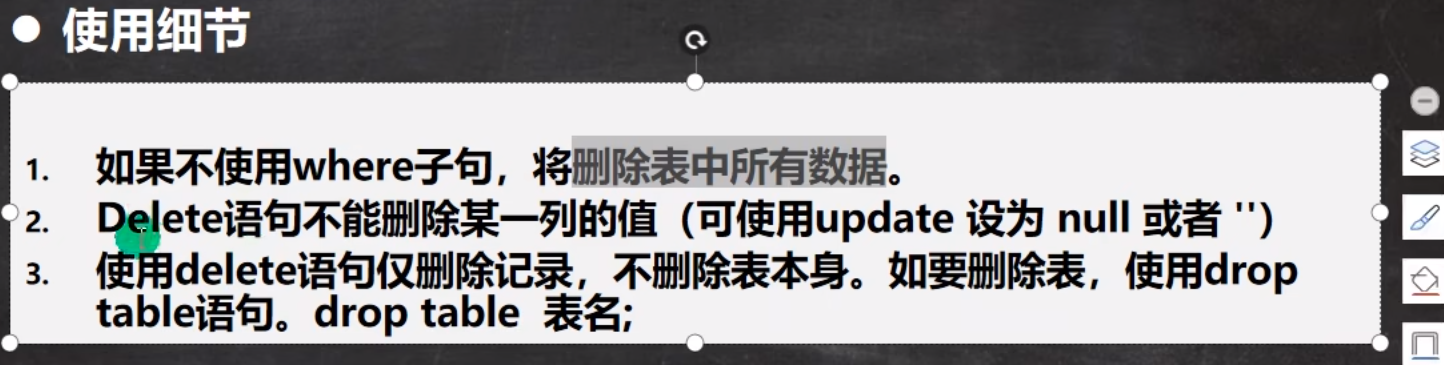 ● 使用细节
1. 如果不使用where子句，将删除表中所有数据。
2. Delete语句不能删除某一列的值（可使用update 设为 null 或者 ''）
3. 使用delete语句仅删除记录，不删除表本身。如要删除表，使用drop
table语句。drop table 表名;